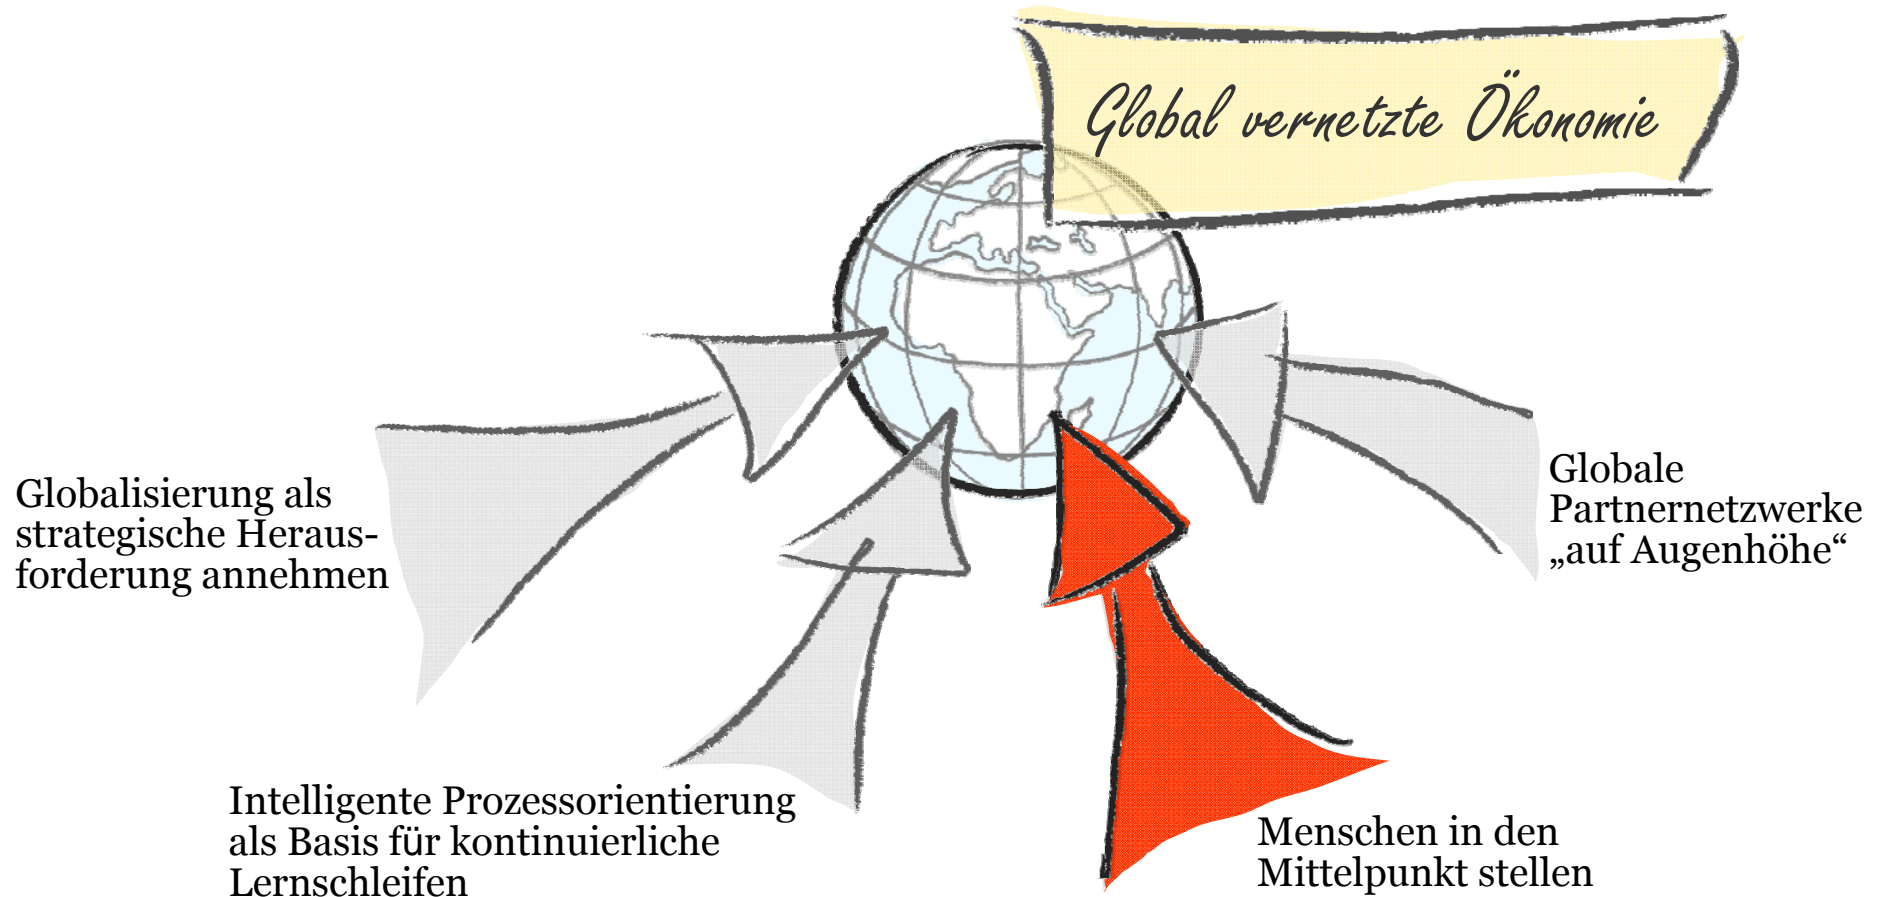 Global vernetzte Ökonomie
Globalisierung als
strategische Heraus-
forderung annehmen
Intelligente Prozessorientierung
als Basis für kontinuierliche
Lernschleifen
Menschen in den
Mittelpunkt stellen
Globale
Partnernetzwerke
„auf Augenhöhe“